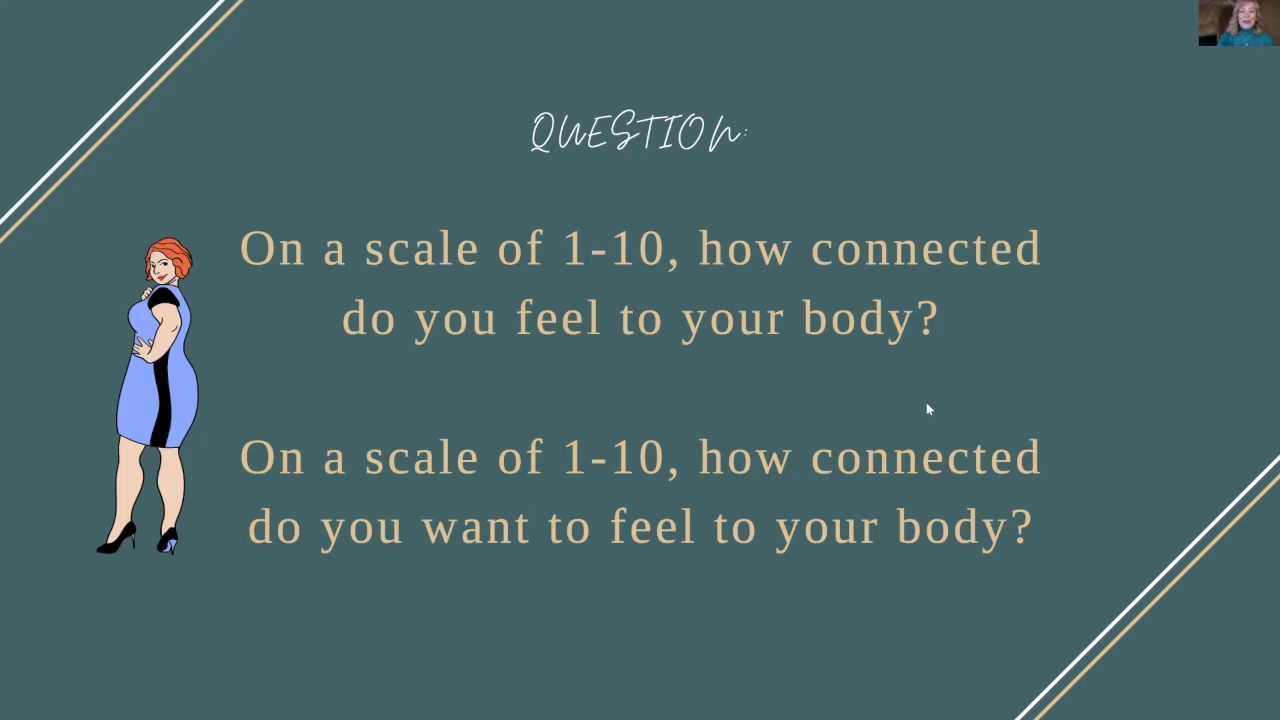 QUESTION:
On a scale of 1-10, how connected
do you feel to your body?
On a scale of 1-10, how connected
do you want to feel to your body?